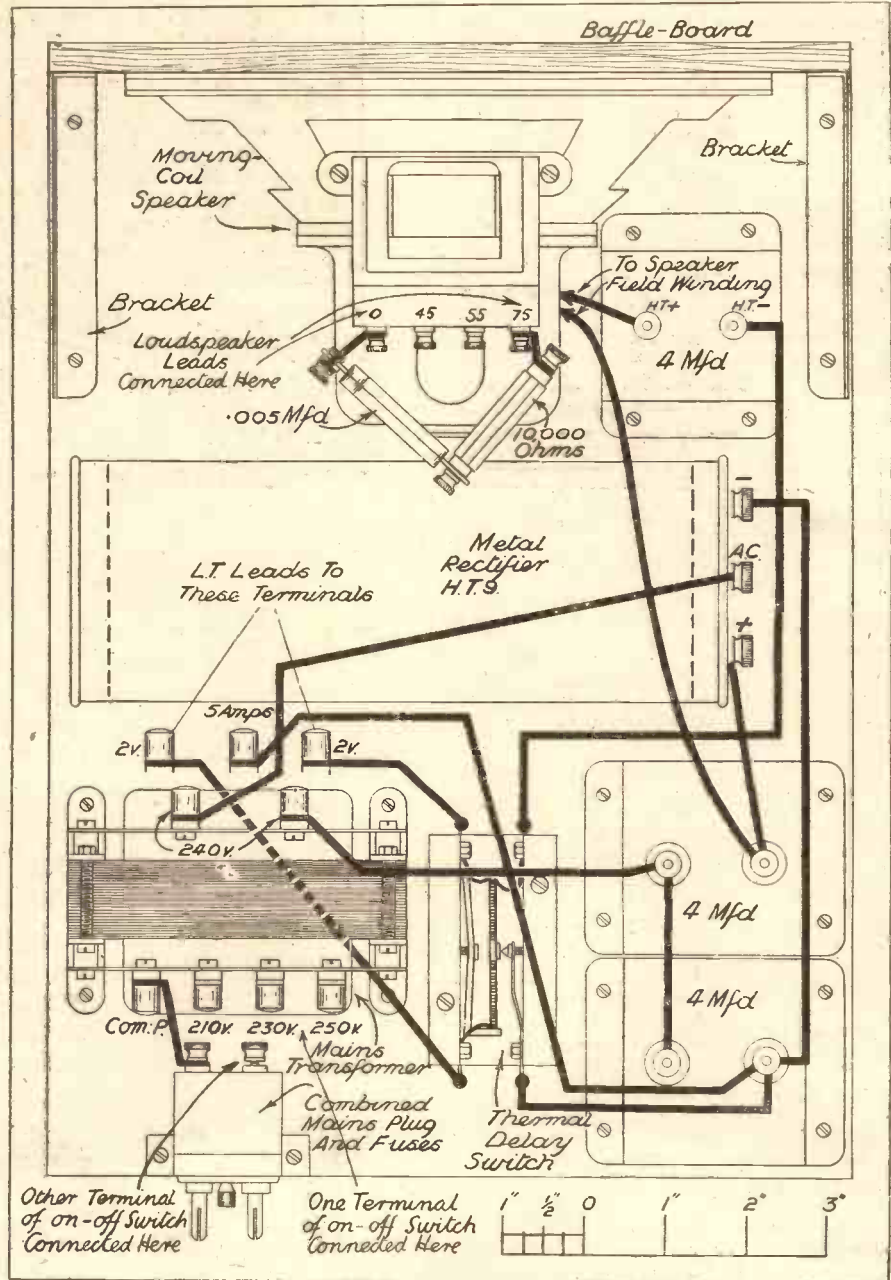 Baffle-Board
Moving-
Coil
Speaker
Bracket
To Speaker
Field Winding
H.T+
H.T.-
4 Mfd
Bracket
0 45 55 75
Loudspeaker
Leads
Connected Here
.005 Mfd
10,000
Ohms
-
A.C.
+
Metal
Rectifier
H.T.9.
L.T. Leads To
These Terminals
5 Amps
2v.
2v.
240v.
4 Mfd
4 Mfd
Com:P. 210v. 230v. 250v.
Mains
Transformer
Combined
Mains Plug
And Fuses
Thermal
Delay
Switch
Other Terminal
of on-off Switch
Connected Here
One Terminal
of on-off Switch
Connected Here
1" ½" 0 1" 2" 3"